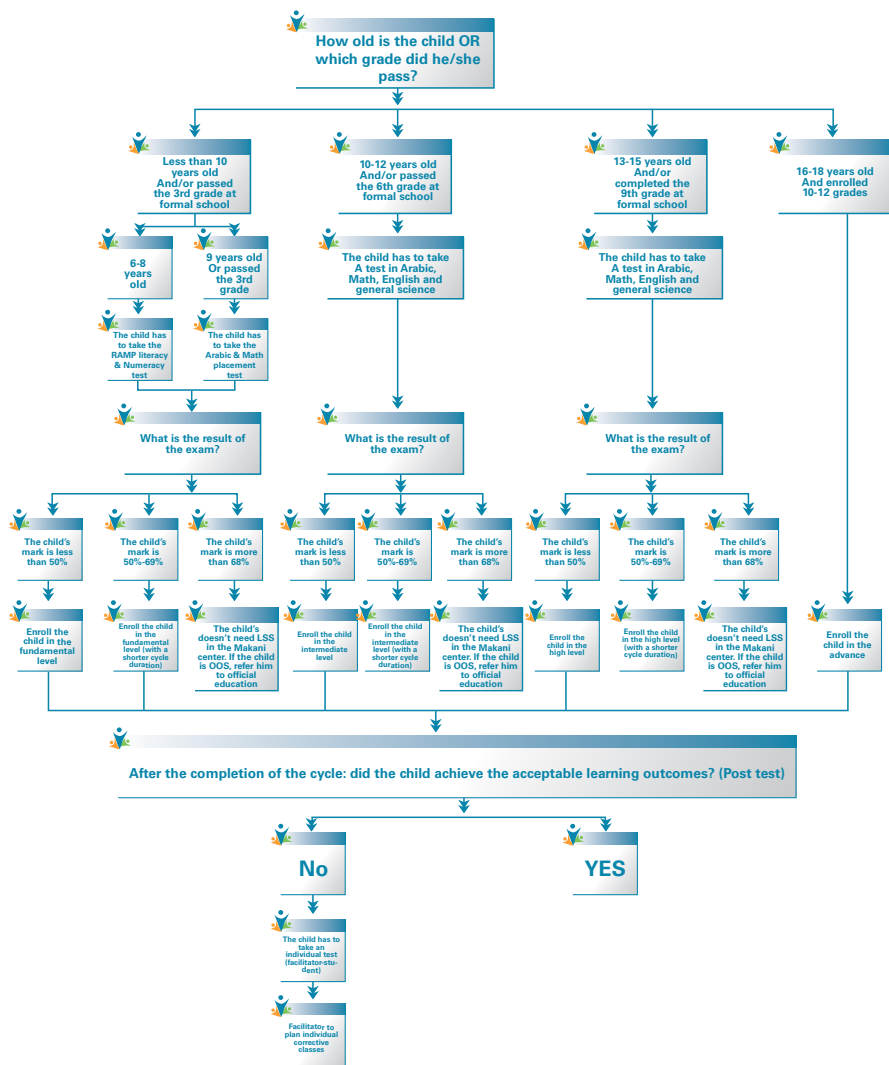 How old is the child OR
which grade did he/she
pass?
Less than 10
years old
And/or passed
the 3rd grade at
formal school
10-12 years old
And/or passed
the 6th grade at
formal school
13-15 years old
And/or
completed the
9th grade at
formal school
16-18 years old
And enrolled
10-12 grades
6-8
years
old
9 years old
Or passed
the 3rd
grade
The child has to take
A test in Arabic,
Math, English and
general science
The child has to take
A test in Arabic,
Math, English and
general science
The child has
to take the
RAMP literacy
& Numeracy
test
The child has
to take the
Arabic & Math
placement
test
What is the result of
the exam?
What is the result of
the exam?
What is the result of
the exam?
The child's
mark is less
than 50%
The child's
mark is
50%-69%
The child's
mark is more
than 68%
The child's
mark is less
than 50%
The child's
mark is
50%-69%
The child's
mark is more
than 68%
The child's
mark is less
than 50%
The child's
mark is
50%-69%
The child's
mark is more
than 68%
Enroll the
child in the
fundamental
level
Enroll the child
in the
fundamental
level (with a
shorter cycle
duration)
The child's
doesn't need LSS
in the Makani
center. If the child
is OOS, refer him
to official
education
Enroll the child
in the
intermediate
level
Enroll the child
in the
intermediate
level (with a
shorter cycle
duration)
The child's
doesn't need LSS
in the Makani
center. If the child
is OOS, refer him
to official
education
Enroll the
child in the
high level
Enroll the child
in the high level
(with a shorter
cycle duration)
The child's
doesn't need LSS
in the Makani
center. If the child
is OOS, refer him
to official
education
Enroll the
child in the
advance
After the completion of the cycle: did the child achieve the acceptable learning outcomes? (Post test)
No
YES
The child has to
take an
individual test
(facilitator-stu-
dent)
Facilitator to
plan individual
corrective
classes